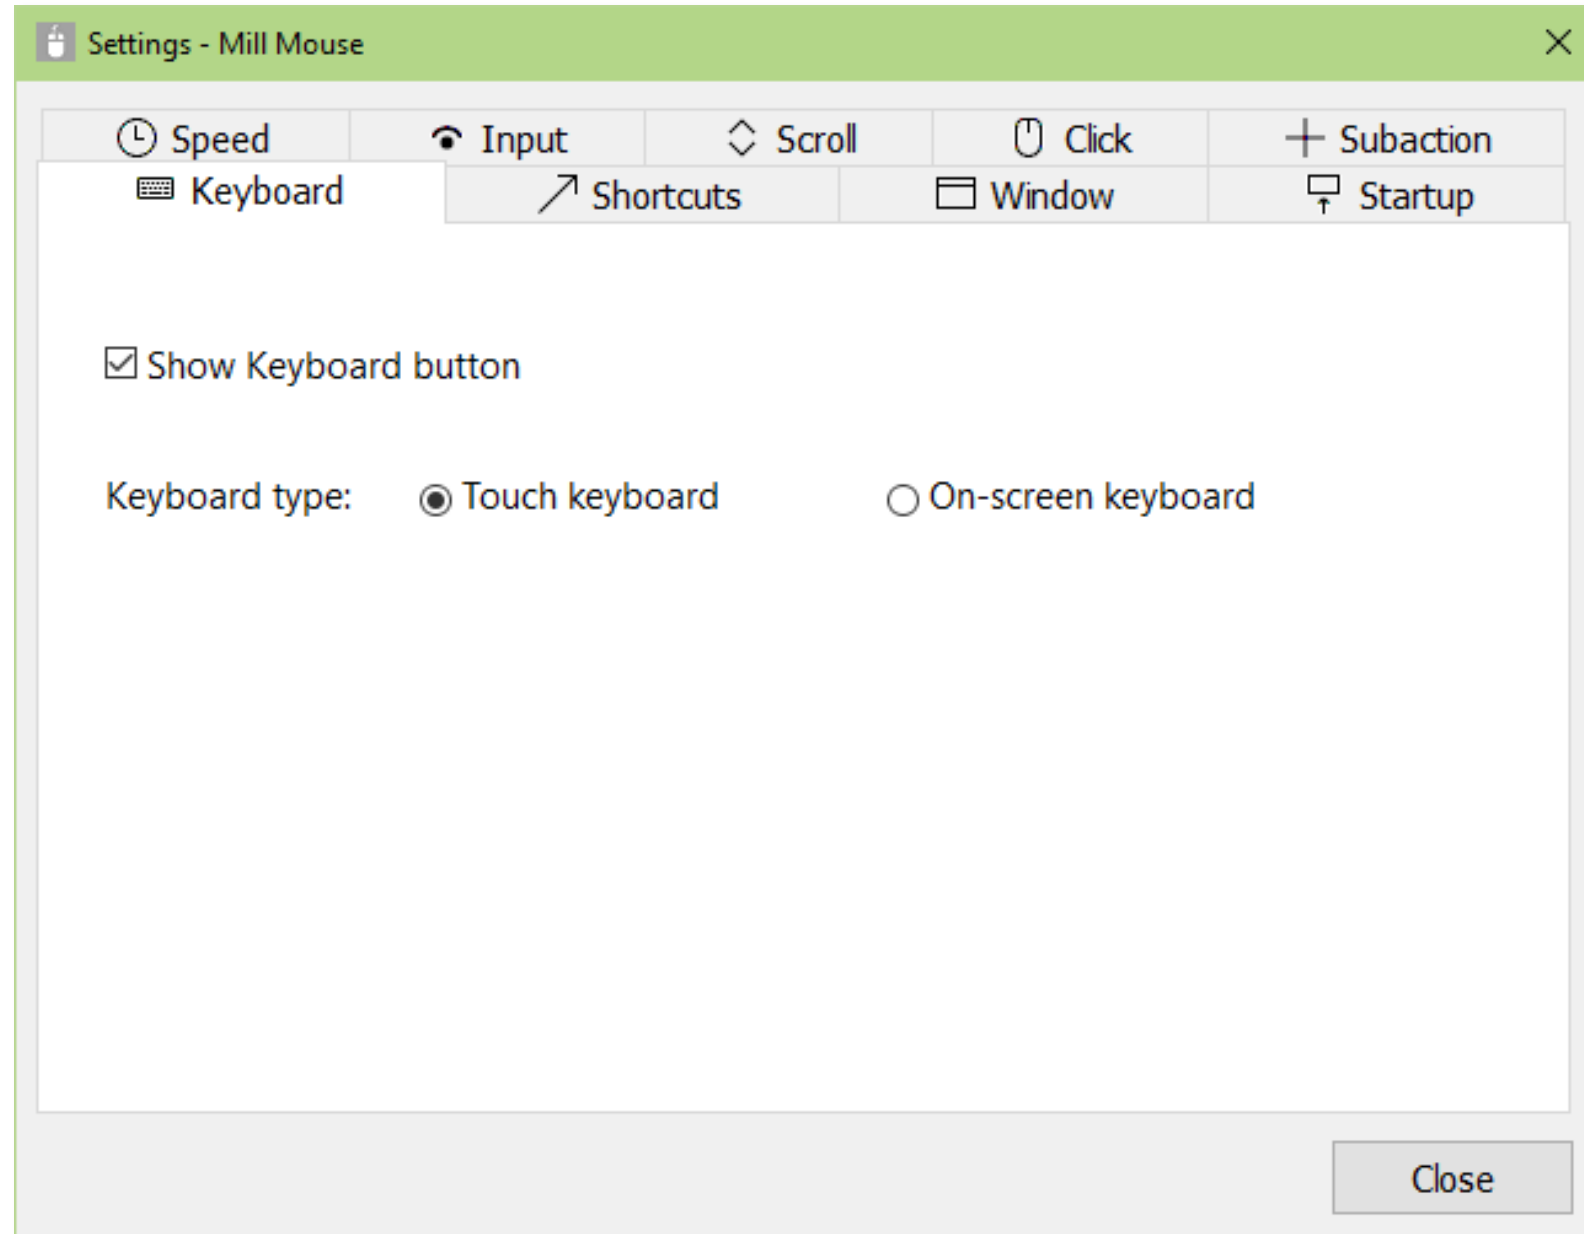 Settings - Mill Mouse
Speed Input Scroll Click Subaction
Keyboard Shortcuts Window Startup
Show Keyboard button
Keyboard type: Touch keyboard On-screen keyboard
Close